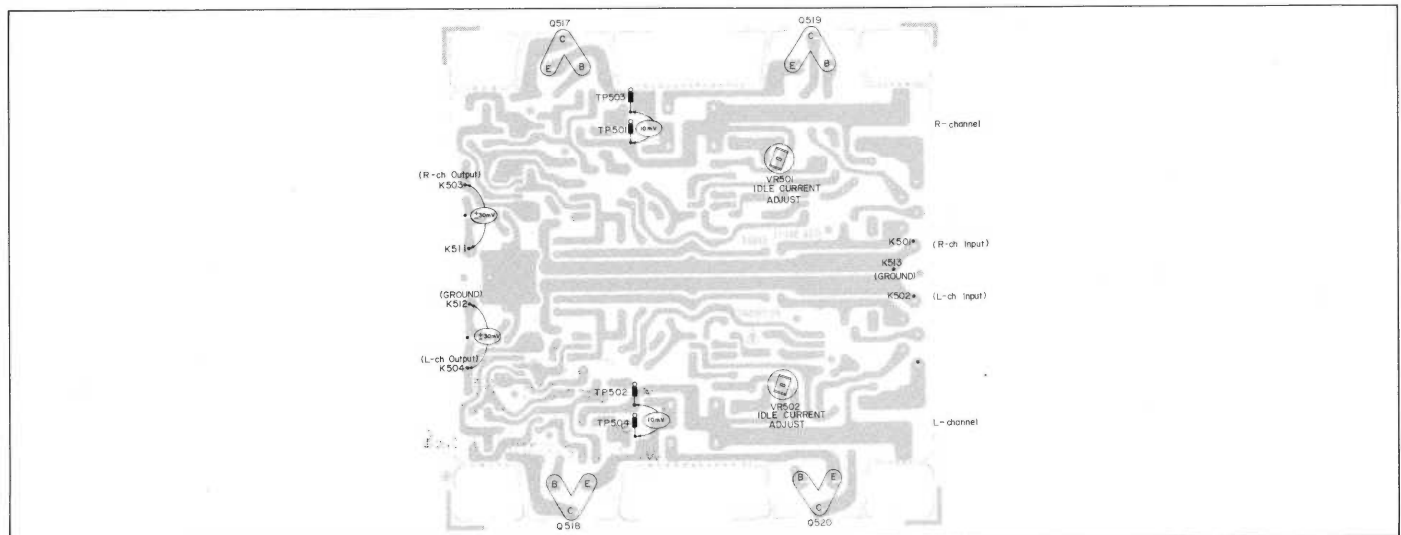 Q517
C
E B
Q519
C
E B
TP503
TP501
10mV
R-channel
VR501
IDLE CURRENT
ADJUST
(R-ch Output)
K503
±30mV
K511
K501
(R-ch Input)
K513
(GROUND)
K502
(L-ch Input)
(GROUND)
K512
±30mV
(L-ch Output)
K504
TP502
TP504
10mV
VR502
IDLE CURRENT
ADJUST
L-channel
B E
C
Q518
B E
C
Q520